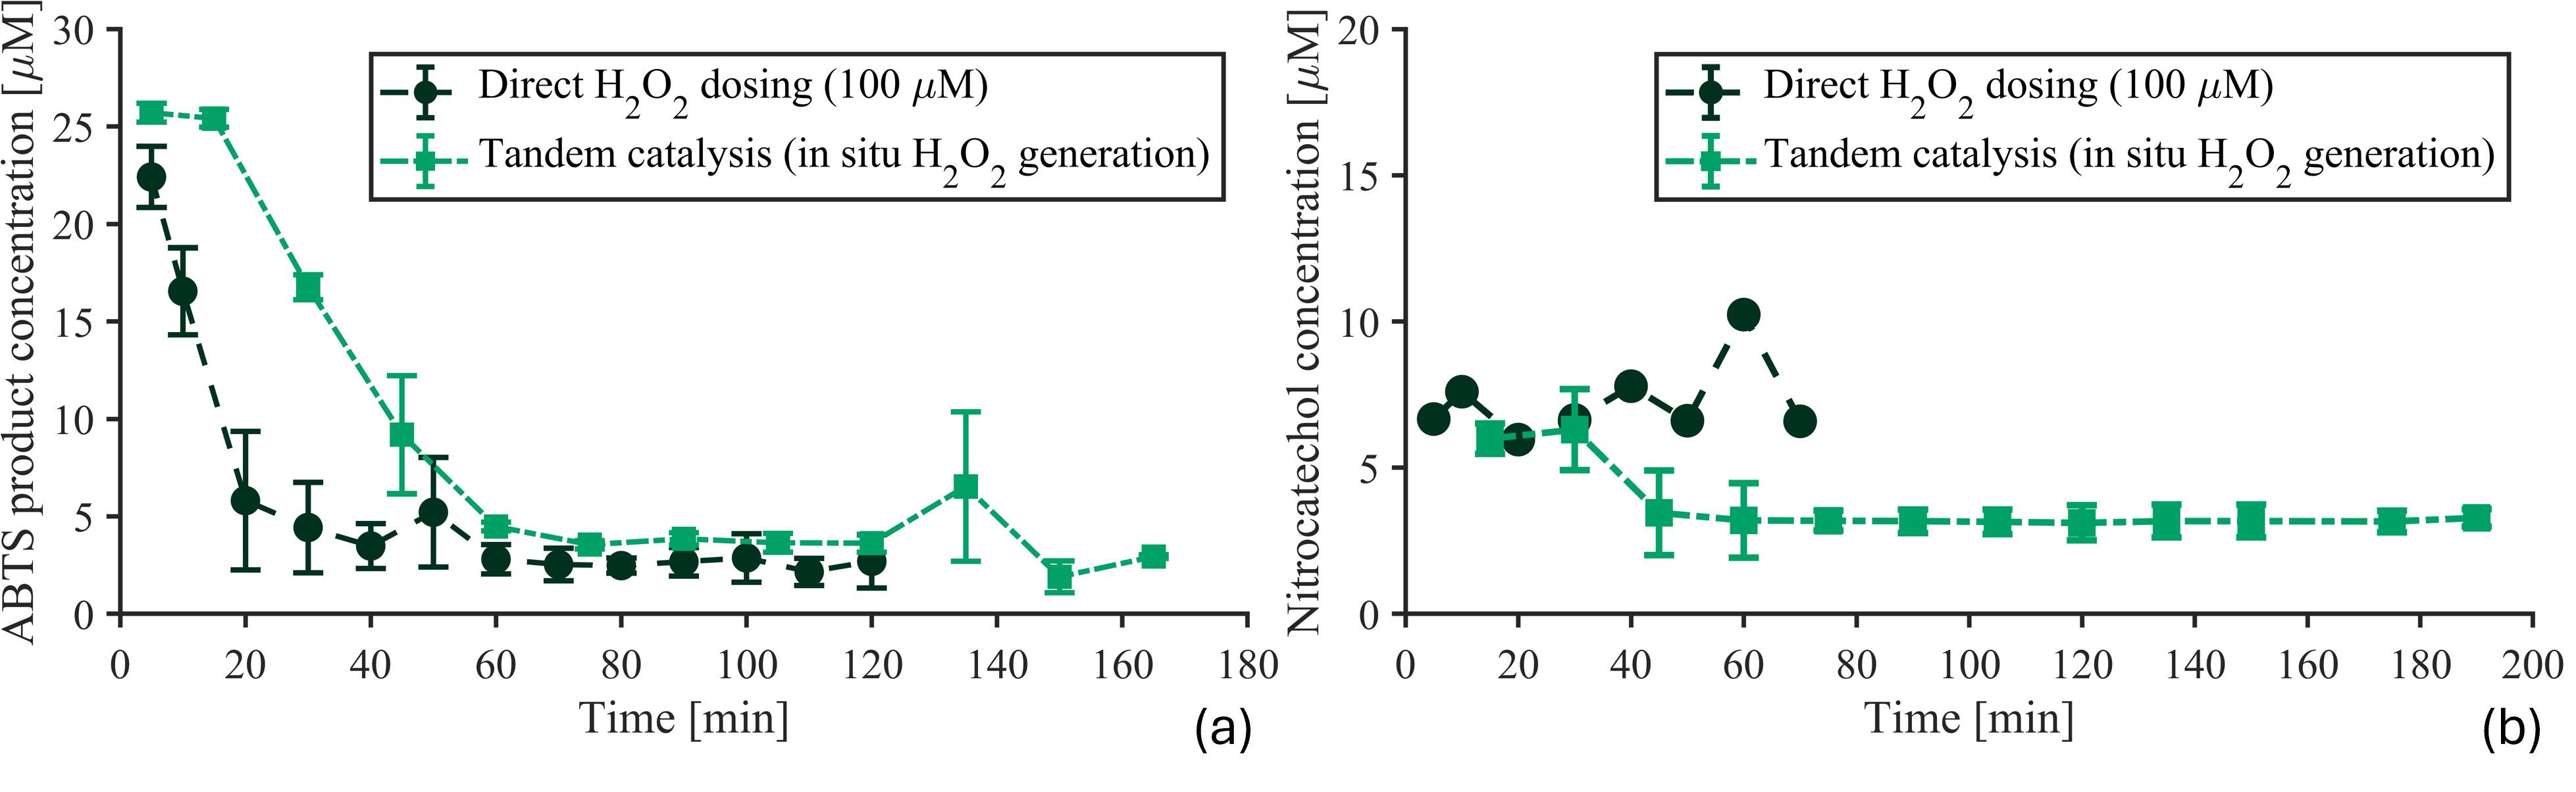 ABTS product concentration [μM]
30
25
20
15
10
5
0
Direct H₂O₂ dosing (100 μM)
Tandem catalysis (in situ H₂O₂ generation)
0 20 40 60 80 100 120 140 160 180
Time [min]
(a)
Nitrocatechol concentration [μM]
20
15
10
5
0
Direct H₂O₂ dosing (100 μM)
Tandem catalysis (in situ H₂O₂ generation)
0 20 40 60 80 100 120 140 160 180 200
Time [min]
(b)